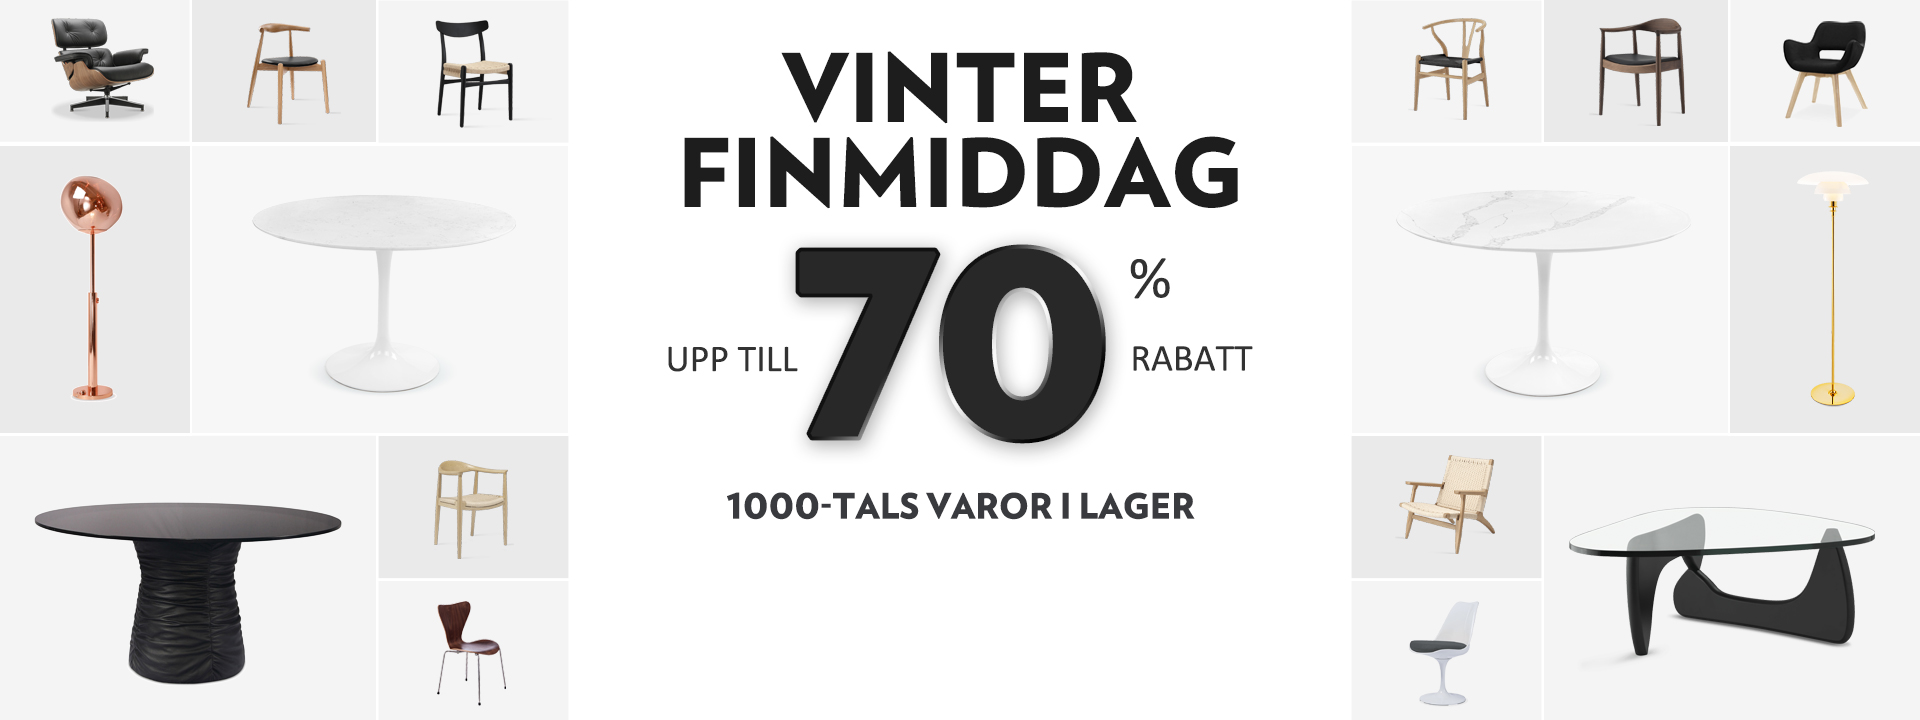 VINTER
FINMIDDAG
UPP TILL 70 % RABATT
1000-TALS VAROR I LAGER